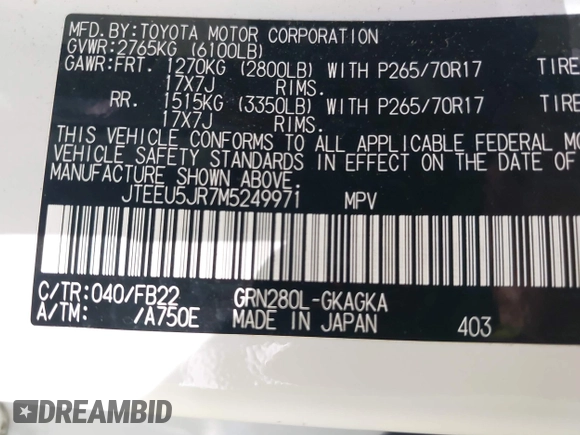 MFD. BY: TOYOTA MOTOR CORPORATION
GVWR: 2765KG (6100LB)
GAWR: FRT. 1270KG (2800LB) WITH P265/70R17 TIRE
17X7J RIMS.
RR. 1515KG (3350LB) WITH P265/70R17 TIRE
17X7J RIMS.
THIS VEHICLE CONFORMS TO ALL APPLICABLE FEDERAL MO
VEHICLE SAFETY STANDARDS IN EFFECT ON THE DATE OF
MANUFACTURE SHOWN ABOVE.
JTEEU5JR7M5249971 MPV
C/TR: 040/FB22 GRN280L-GKAGKA
A/TM: /A750E MADE IN JAPAN 403
DREAMBID